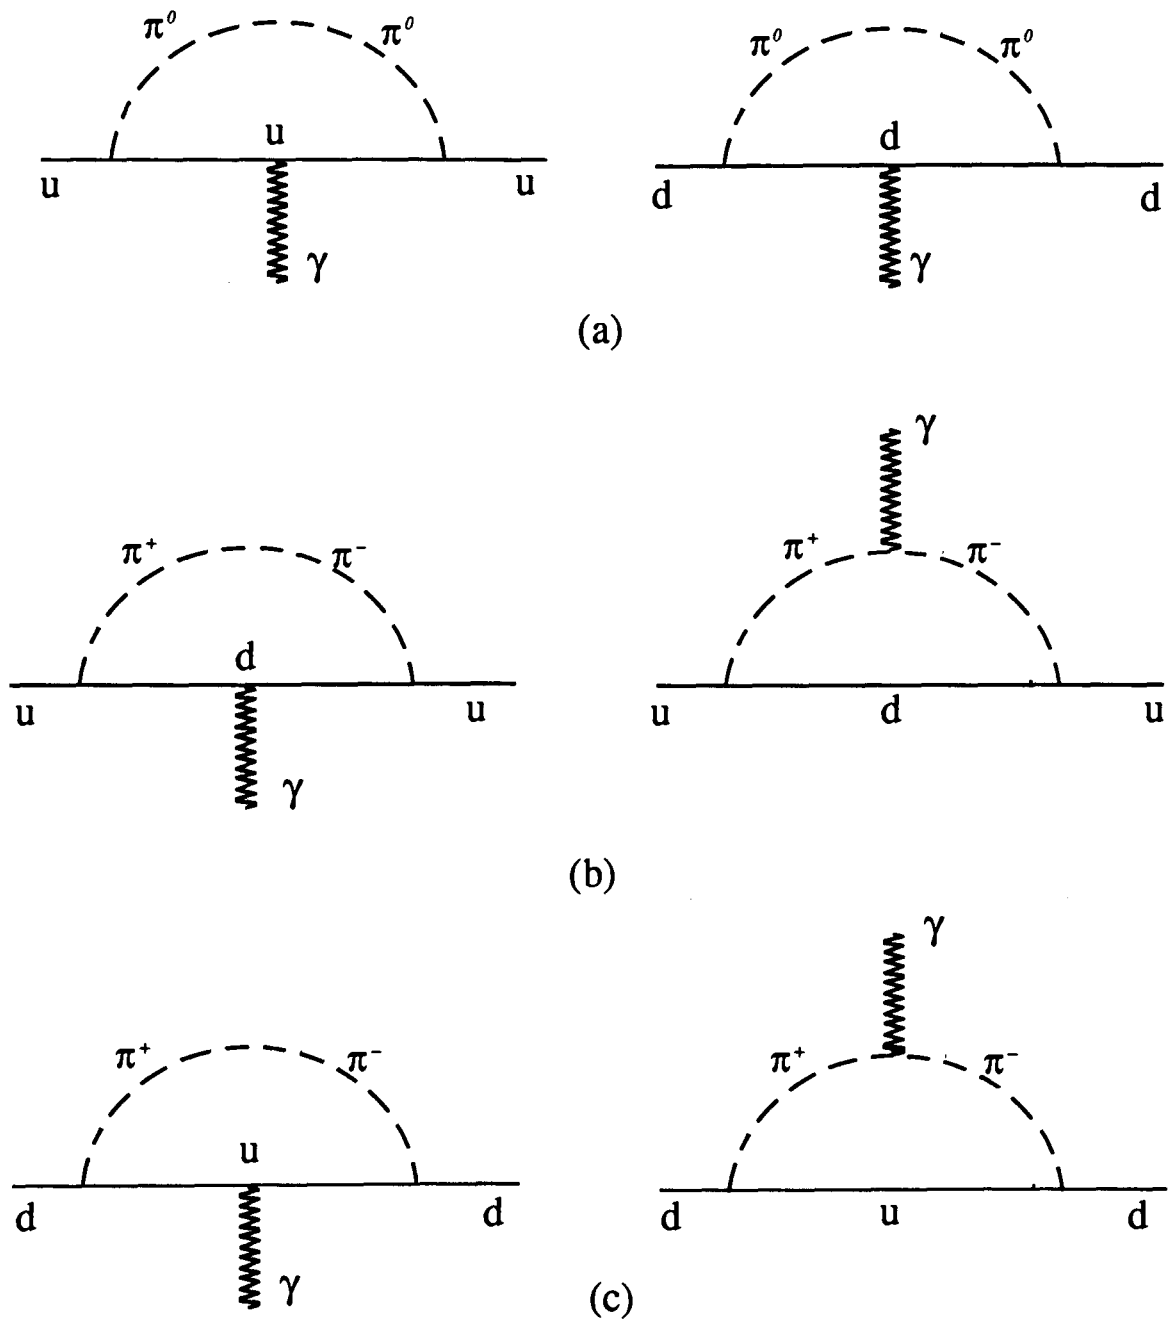 π⁰ π⁰ π⁰ π⁰
u d
u u d d
γ γ
(a)
γ
π⁺ π⁻ π⁺ π⁻
d
u u u d u
γ
(b)
γ
π⁺ π⁻ π⁺ π⁻
u
d d d u d
γ
(c)